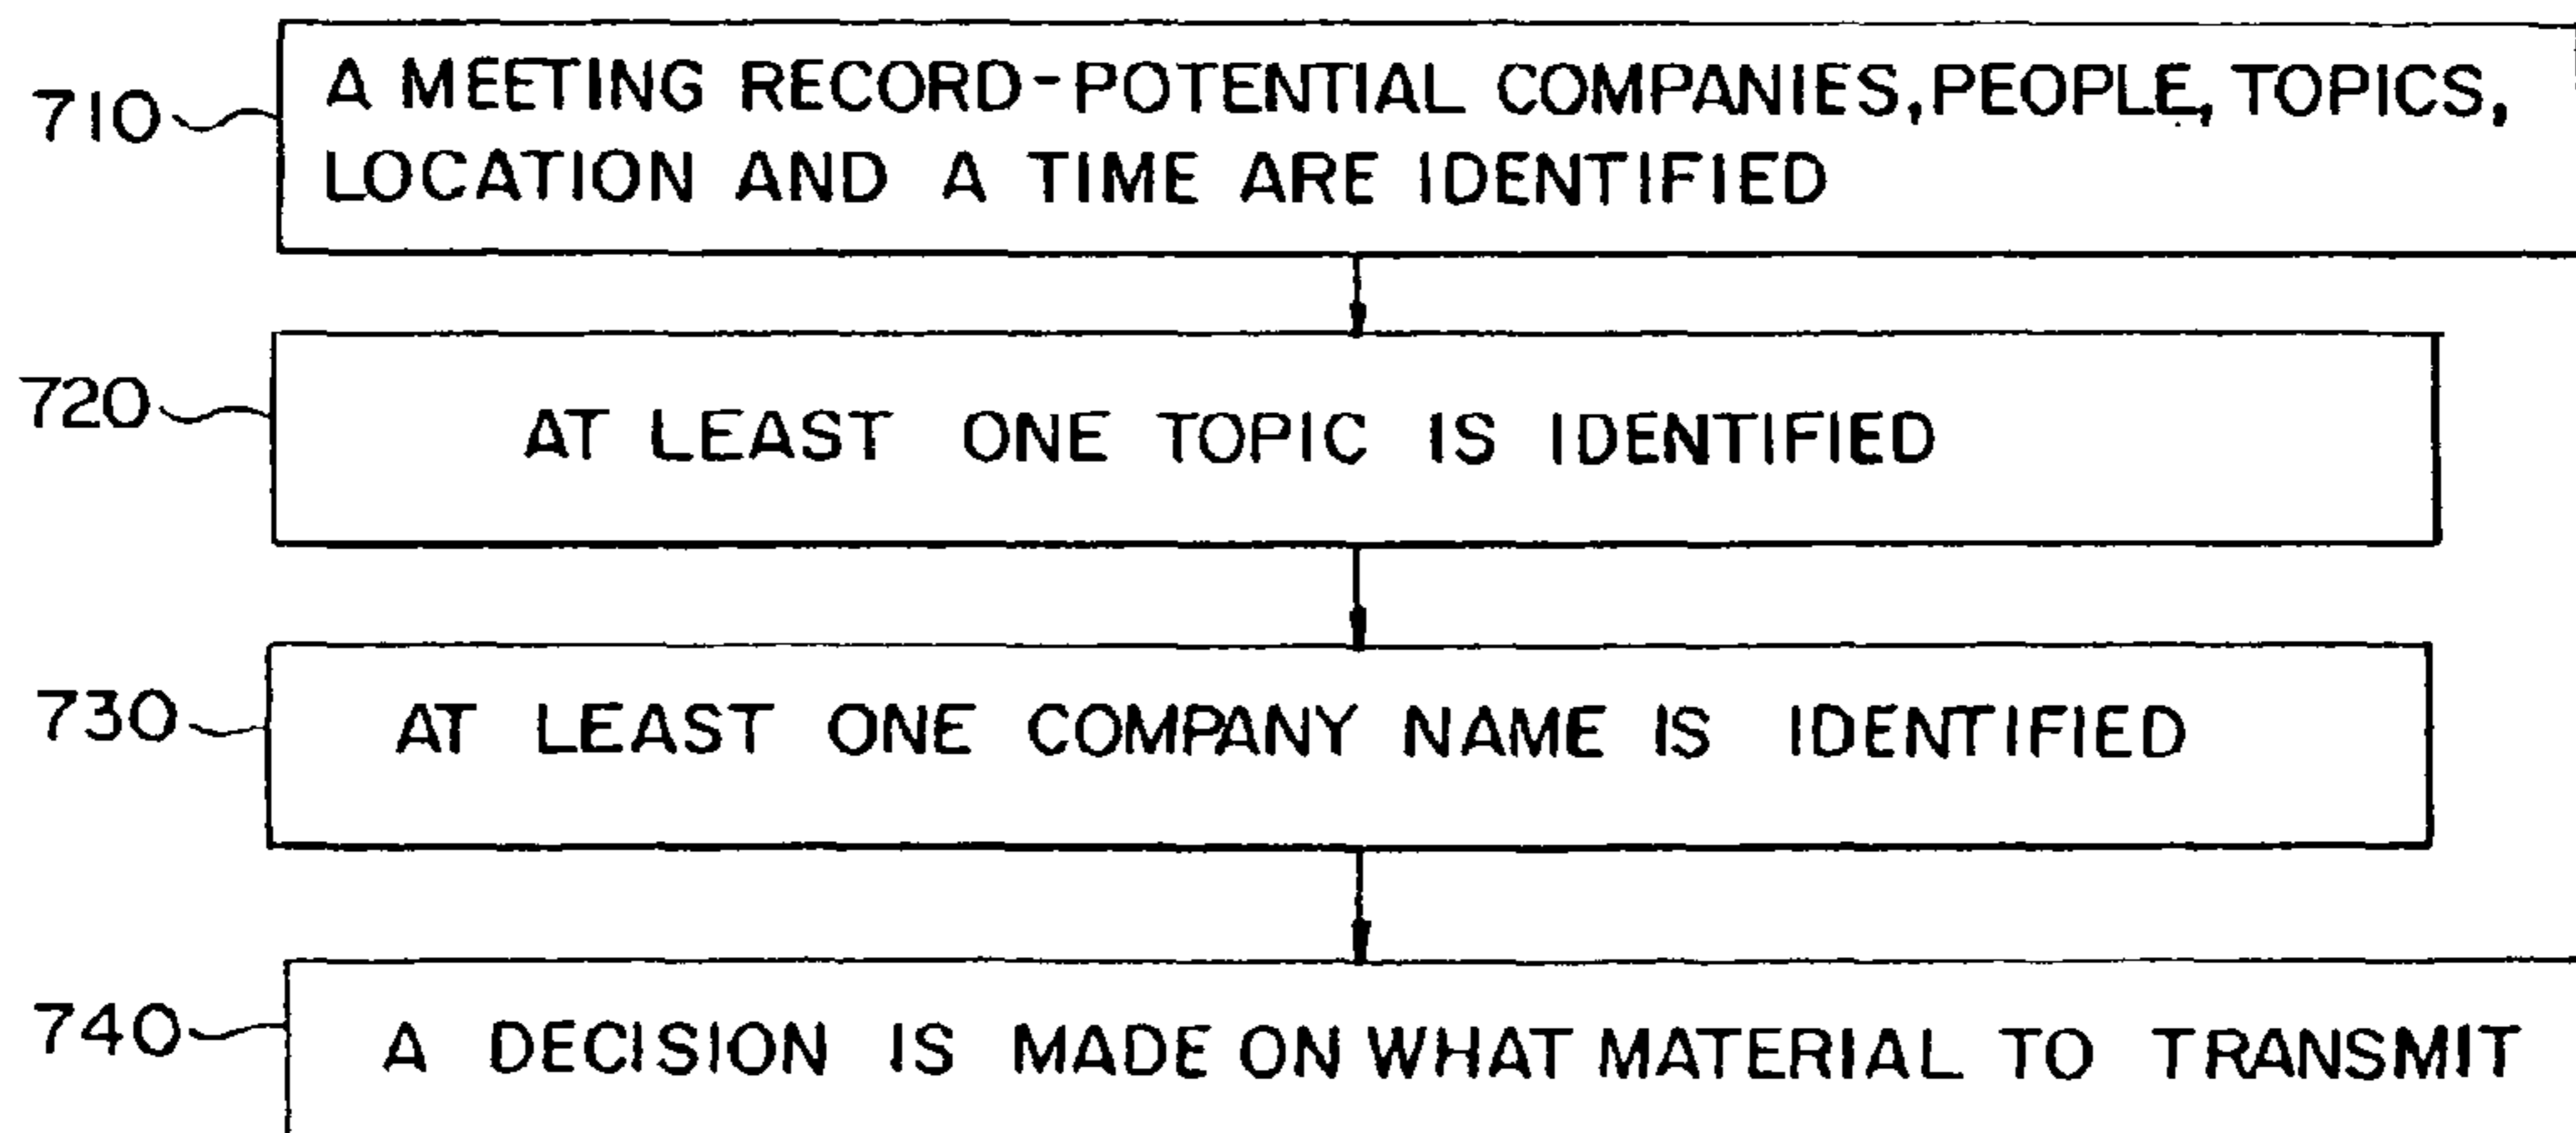 710 A MEETING RECORD-POTENTIAL COMPANIES, PEOPLE, TOPICS,
LOCATION AND A TIME ARE IDENTIFIED
720 AT LEAST ONE TOPIC IS IDENTIFIED
730 AT LEAST ONE COMPANY NAME IS IDENTIFIED
740 A DECISION IS MADE ON WHAT MATERIAL TO TRANSMIT